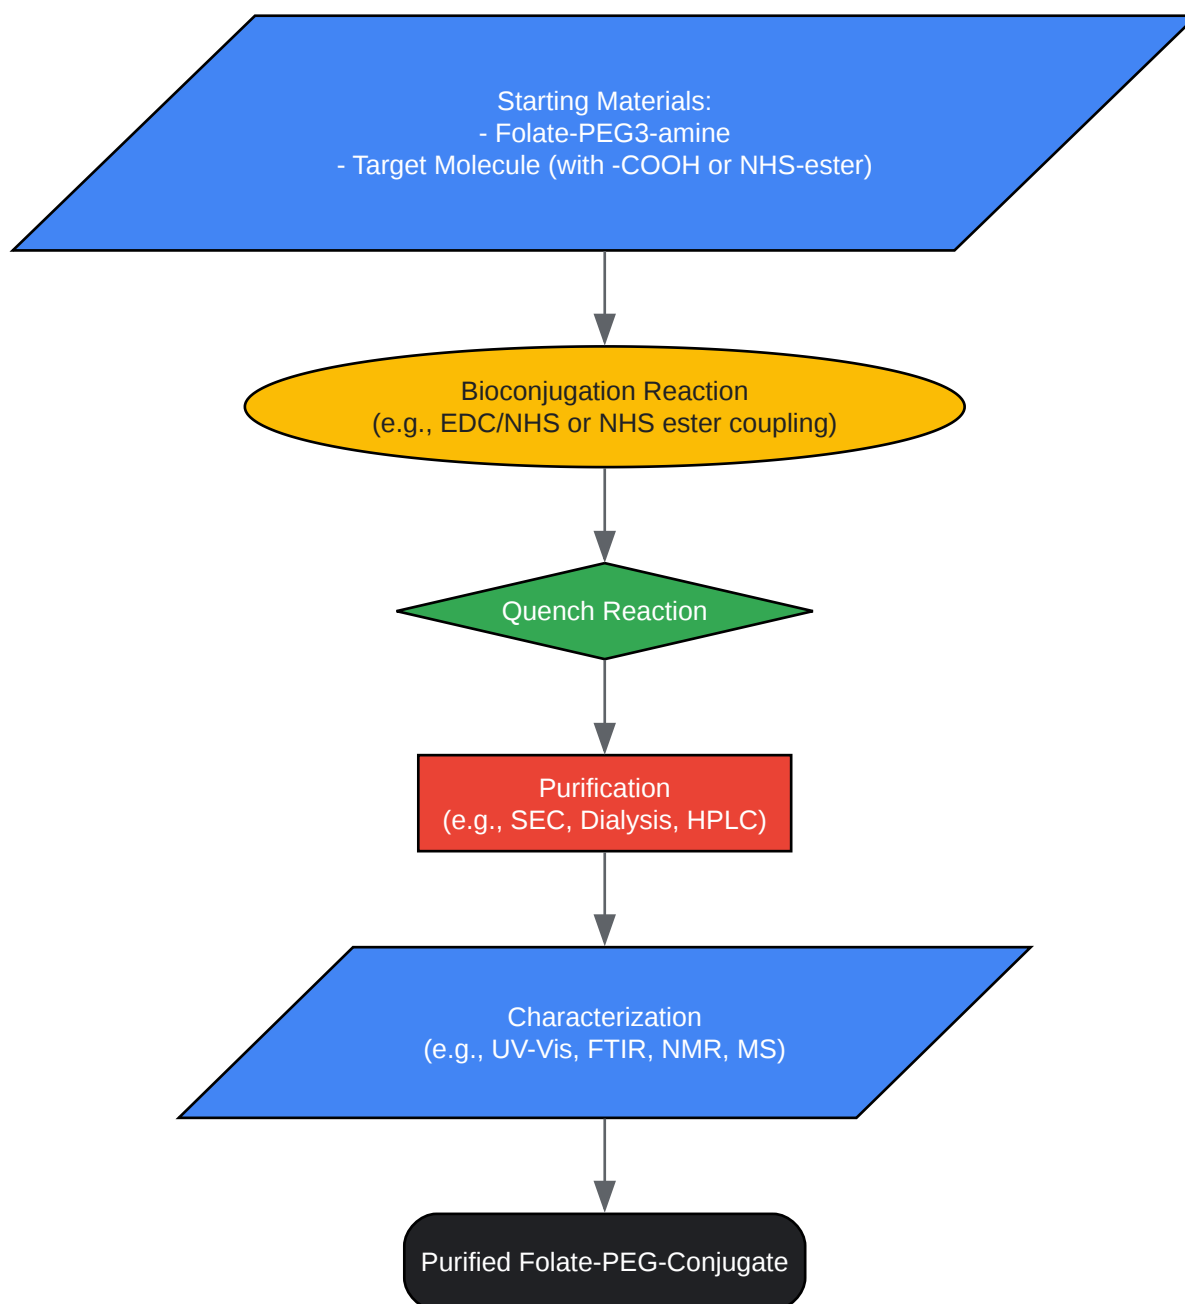 Starting Materials:
- Folate-PEG3-amine
- Target Molecule (with -COOH or NHS-ester)
Bioconjugation Reaction
(e.g., EDC/NHS or NHS ester coupling)
Quench Reaction
Purification
(e.g., SEC, Dialysis, HPLC)
Characterization
(e.g., UV-Vis, FTIR, NMR, MS)
Purified Folate-PEG-Conjugate